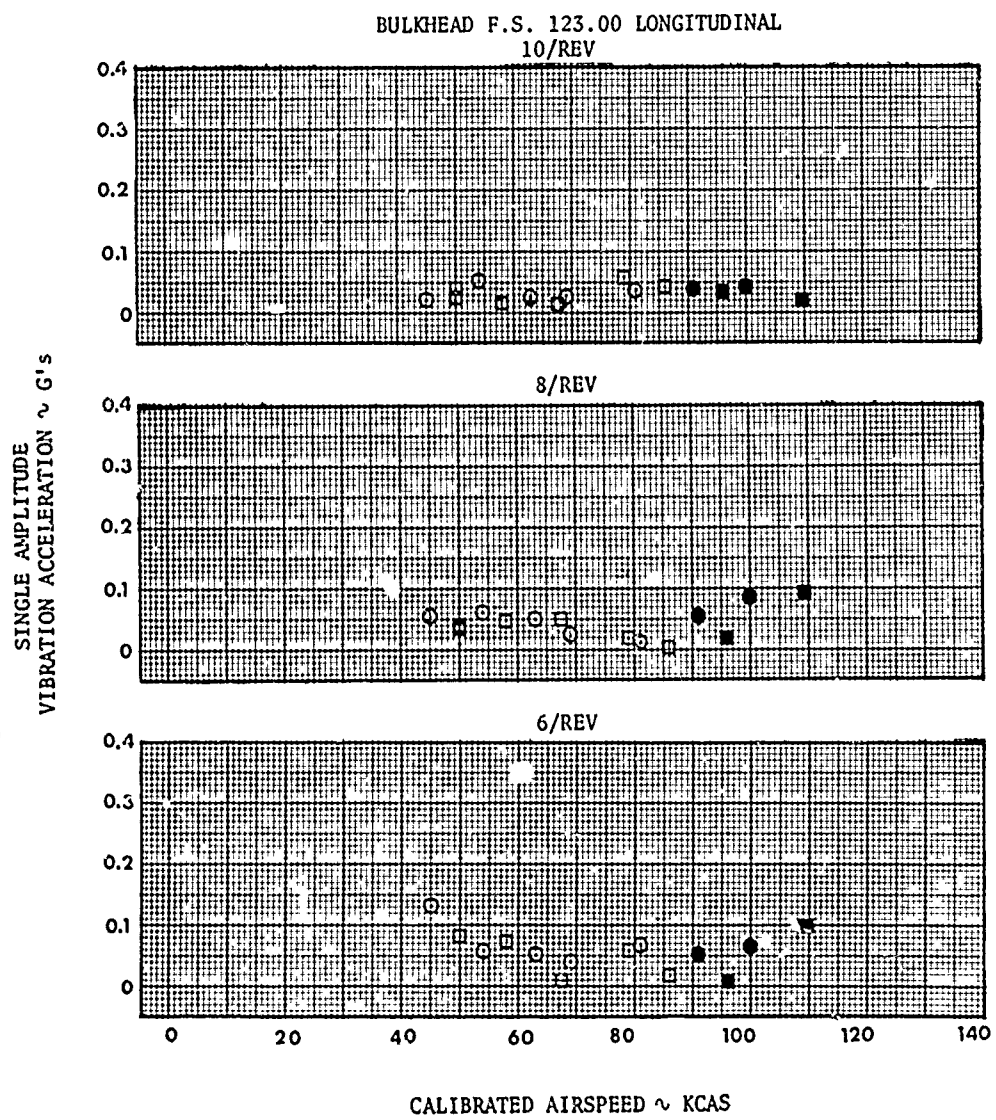 BULKHEAD F.S. 123.00 LONGITUDINAL
10/REV
0.4
0.3
0.2
0.1
0
8/REV
0.4
0.3
0.2
0.1
0
6/REV
0.4
0.3
0.2
0.1
0
0 20 40 60 80 100 120 140
SINGLE AMPLITUDE
VIBRATION ACCELERATION ~ G's
CALIBRATED AIRSPEED ~ KCAS